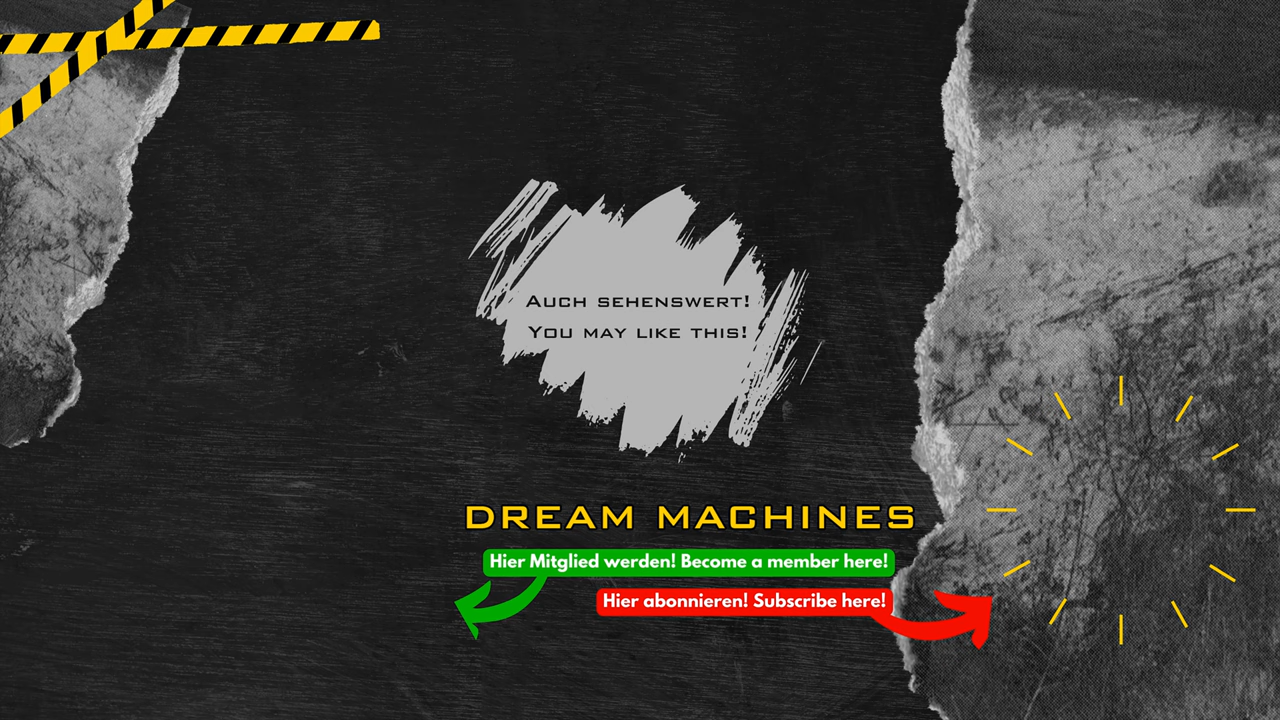 Auch sehenswert!
You may like this!
DREAM MACHINES
Hier Mitglied werden! Become a member here!
Hier abonnieren! Subscribe here!